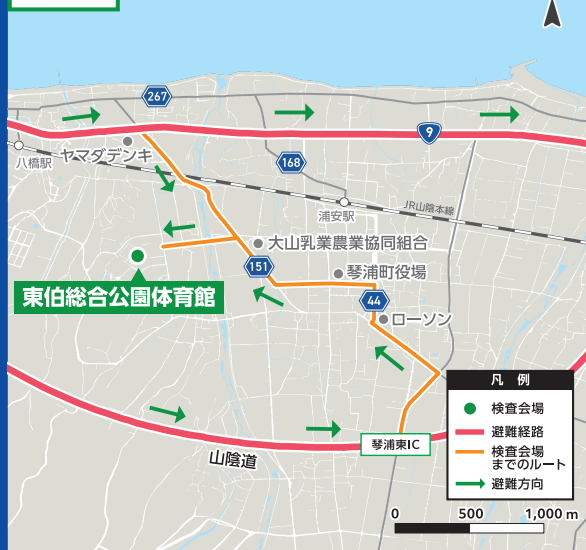 267
9
ヤマダデンキ
八橋駅
168
JR山陰本線
浦安駅
大山乳業農業協同組合
151
琴浦町役場
東伯総合公園体育館
44
ローソン
凡 例
検査会場
避難経路
検査会場
までのルート
避難方向
琴浦東IC
山陰道
0 500 1,000 m